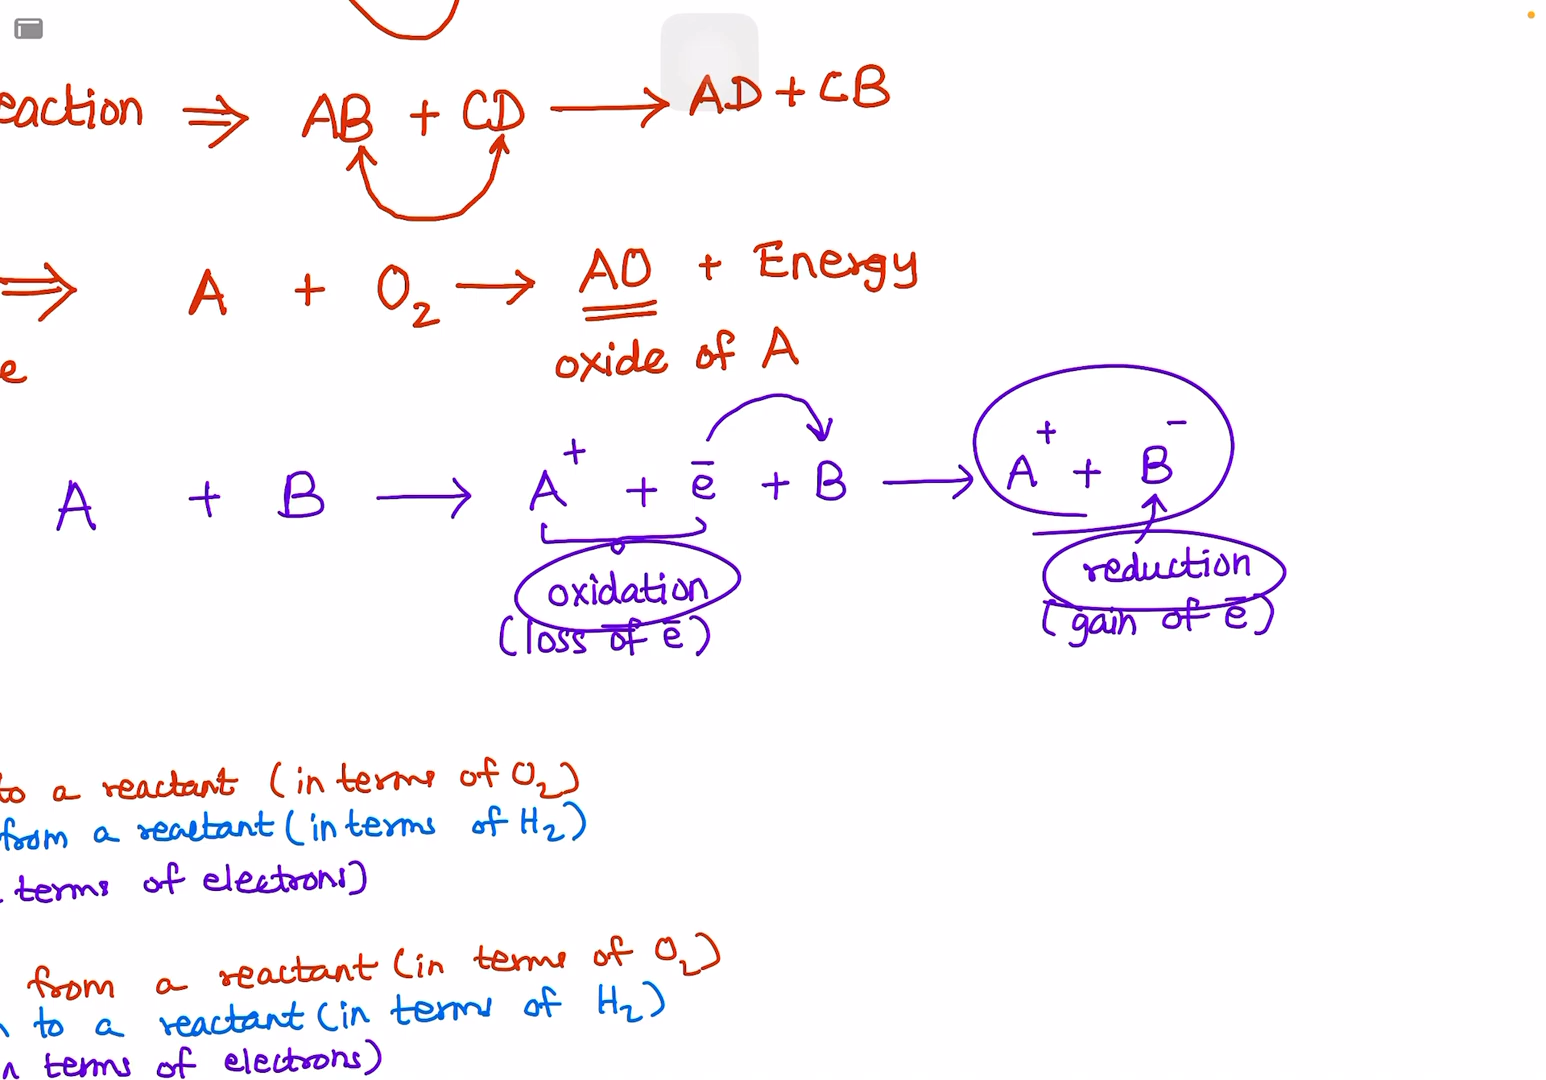 eaction ⇒ AB + CD ⟶ AD + CB
⇒ A + O₂ ⟶ AO + Energy
e oxide of A
A + B ⟶ A⁺ + e̅ + B ⟶ A⁺ + B⁻
oxidation reduction
(loss of e̅) (gain of e̅)
to a reactant (in terms of O₂)
from a reactant (in terms of H₂)
terms of electrons)
from a reactant (in terms of O₂)
n to a reactant (in terms of H₂)
n terms of electrons)